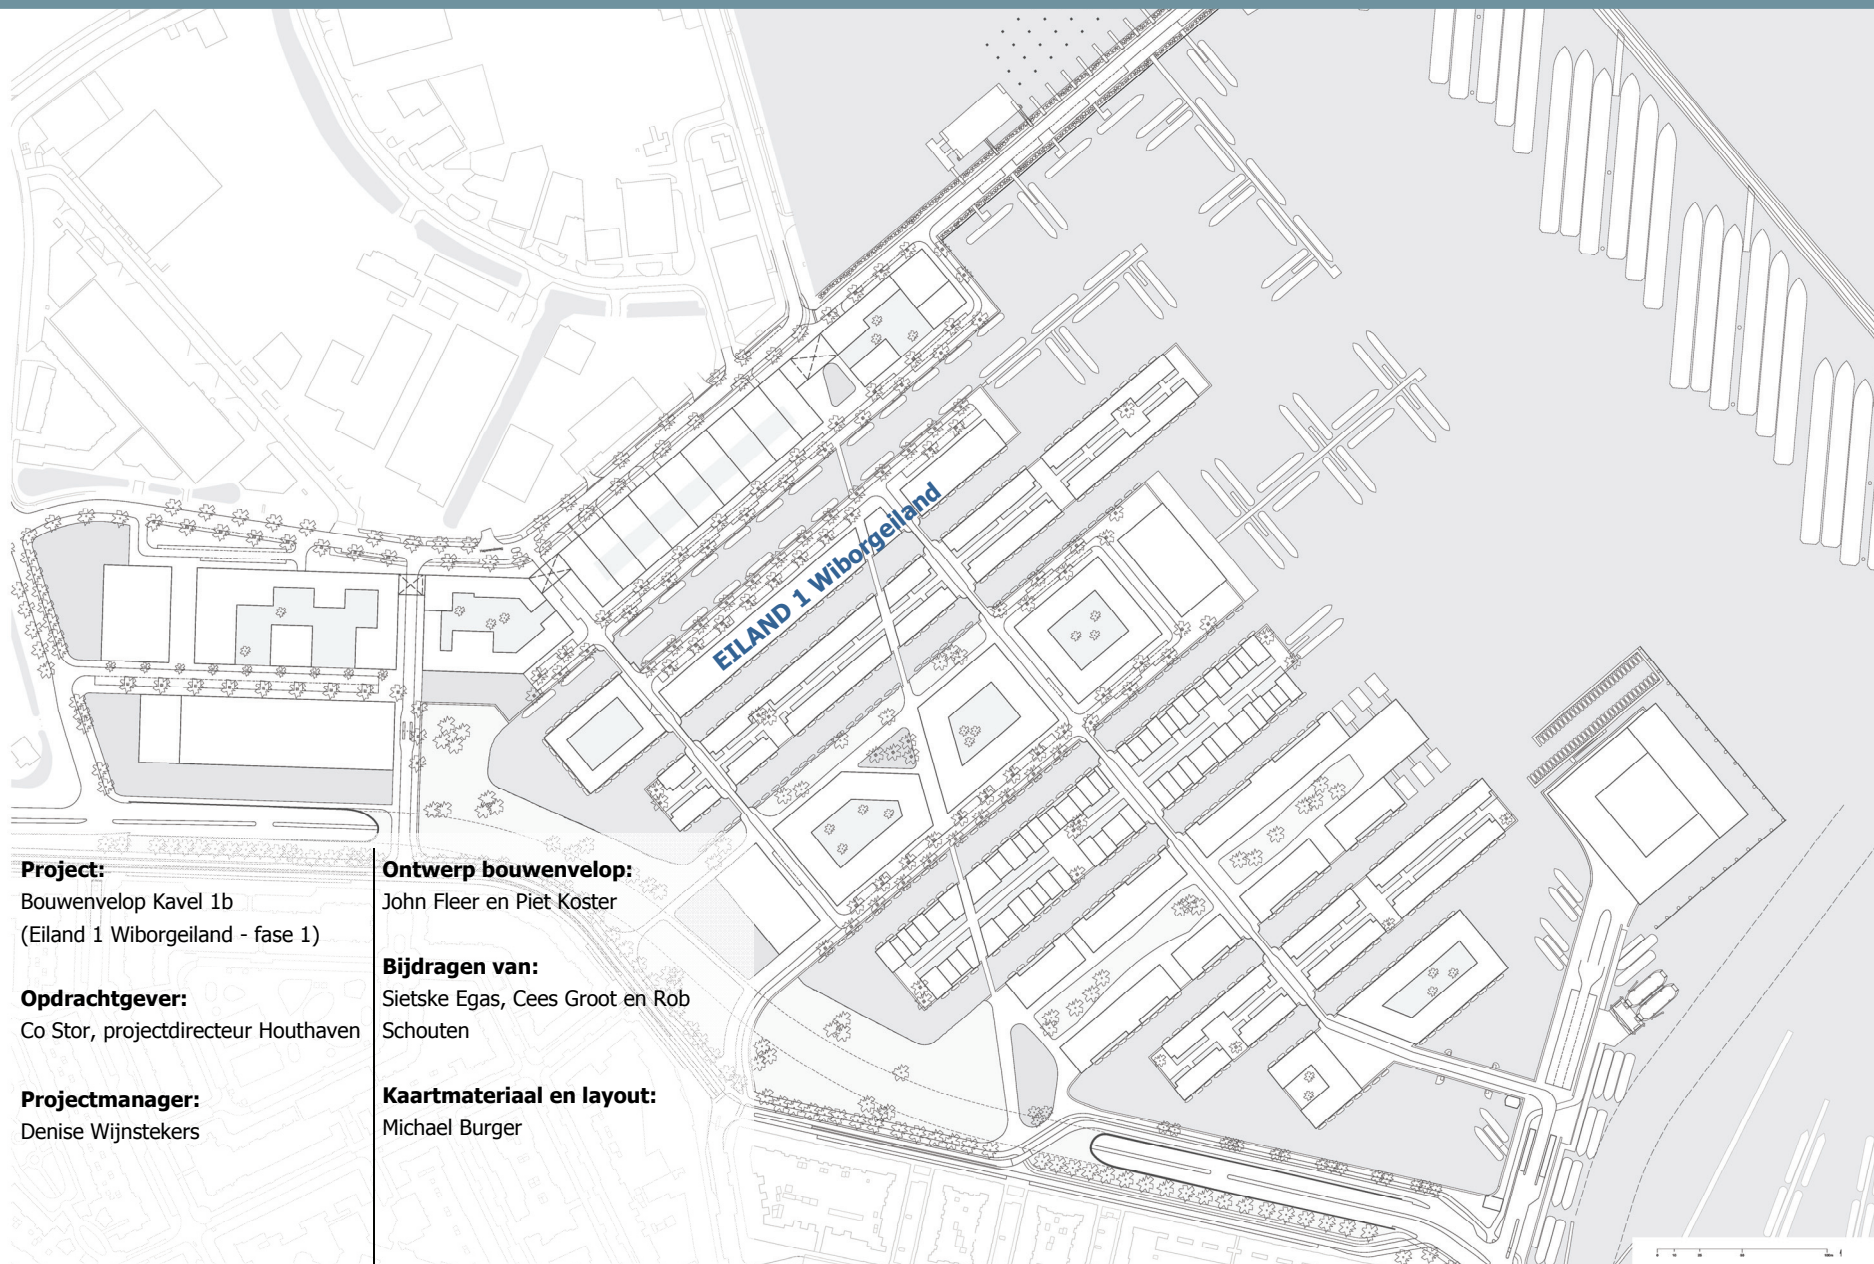 EILAND 1 Wiborgeiland
Project:
Bouwenvelop Kavel 1b
(Eiland 1 Wiborgeiland - fase 1)
Opdrachtgever:
Co Stor, projectdirecteur Houthaven
Projectmanager:
Denise Wijnstekers
Ontwerp bouwenvelop:
John Fleer en Piet Koster
Bijdragen van:
Sietske Egas, Cees Groot en Rob
Schouten
Kaartmateriaal en layout:
Michael Burger